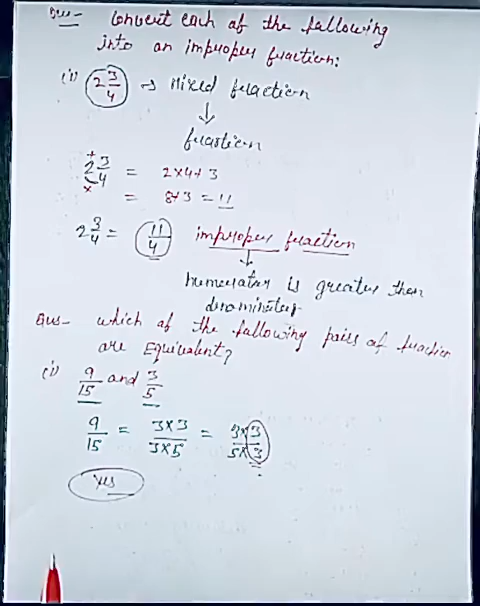 Que - Convert each of the following
into an improper fraction:
(i) 2 3/4 → Mixed fraction
↓
fraction
2 3/4 = 2×4+3
+
×
= 8+3 = 11
2 3/4 = 11/4 improper fraction
↓
numerator is greater then
denominator.
Que - which of the following pairs of fraction
are Equivalent?
(i) 9/15 and 3/5
9/15 = 3×3/3×5 = 3×3/5×3
Yes